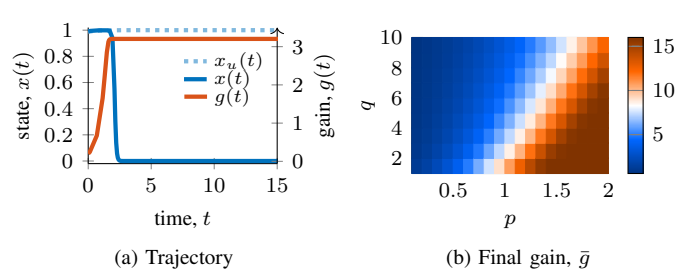 1
0.8
0.6
0.4
0.2
0
state, x(t)
3
2
1
0
gain, g(t)
x_u(t)
x(t)
g(t)
0 5 10 15
time, t
(a) Trajectory
10
8
6
4
2
q
0.5 1 1.5 2
p
15
10
5
(b) Final gain, ḡ